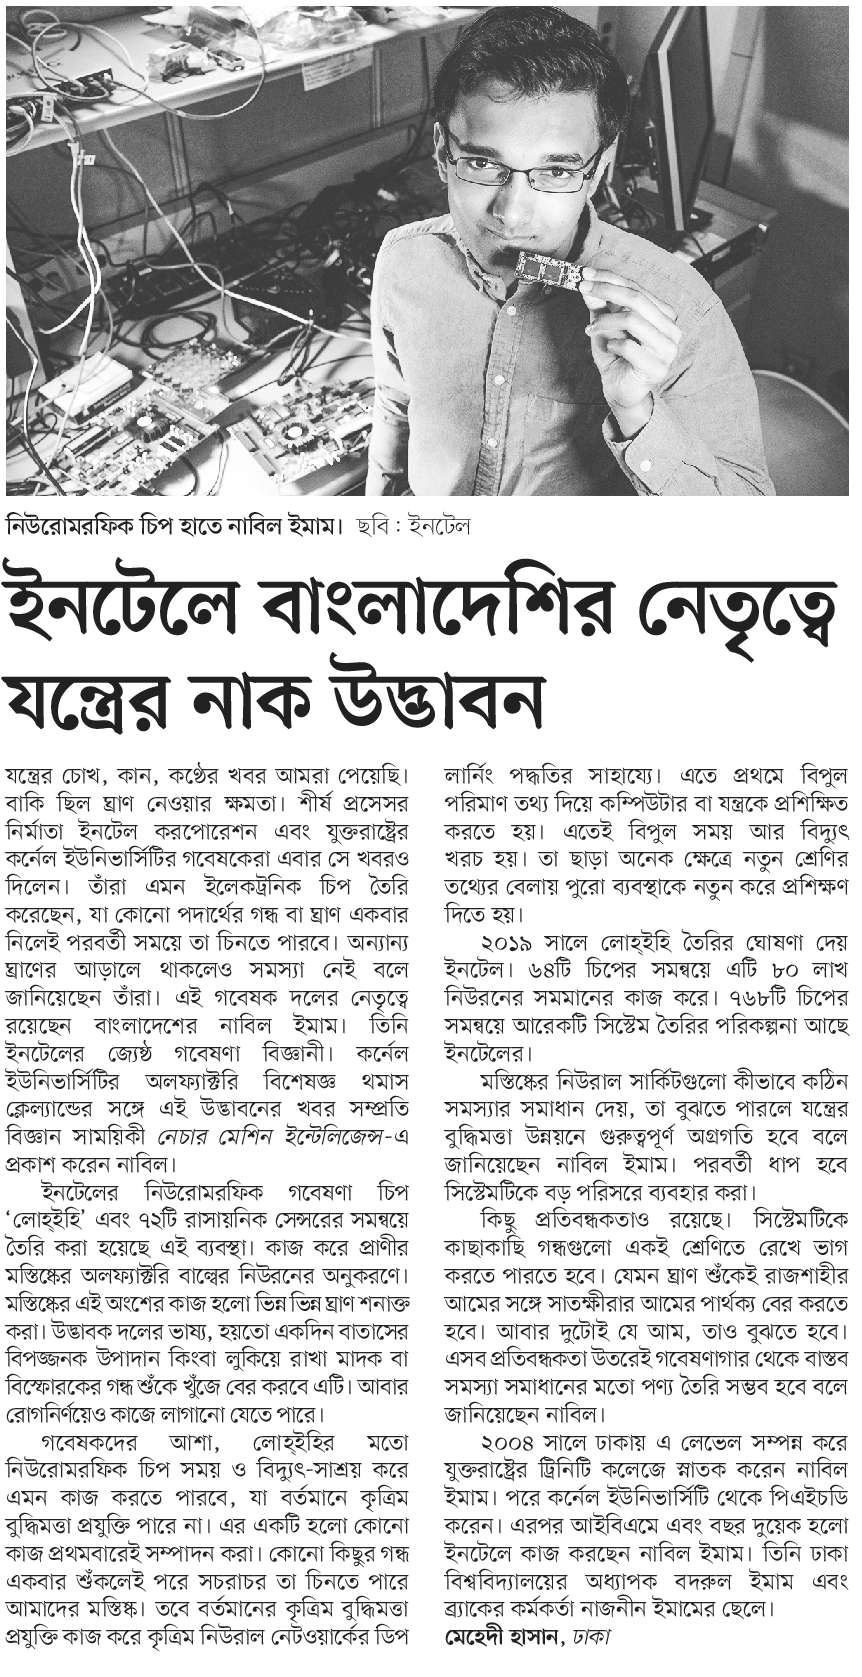 নিউরোমরফিক চিপ হাতে নাবিল ইমাম। ছবি : ইনটেল
ইনটেলে বাংলাদেশির নেতৃত্বে
যন্ত্রের নাক উদ্ভাবন
যন্ত্রের চোখ, কান, কণ্ঠের খবর আমরা পেয়েছি।
বাকি ছিল ঘ্রাণ নেওয়ার ক্ষমতা। শীর্ষ প্রসেসর
নির্মাতা ইনটেল করপোরেশন এবং যুক্তরাষ্ট্রের
কর্নেল ইউনিভার্সিটির গবেষকেরা এবার সে খবরও
দিলেন। তাঁরা এমন ইলেকট্রনিক চিপ তৈরি
করেছেন, যা কোনো পদার্থের গন্ধ বা ঘ্রাণ একবার
নিলেই পরবর্তী সময়ে তা চিনতে পারবে। অন্যান্য
ঘ্রাণের আড়ালে থাকলেও সমস্যা নেই বলে
জানিয়েছেন তাঁরা। এই গবেষক দলের নেতৃত্বে
রয়েছেন বাংলাদেশের নাবিল ইমাম। তিনি
ইনটেলের জ্যেষ্ঠ গবেষণা বিজ্ঞানী। কর্নেল
ইউনিভার্সিটির অলফ্যাক্টরি বিশেষজ্ঞ থমাস
ক্লেল্যান্ডের সঙ্গে এই উদ্ভাবনের খবর সম্প্রতি
বিজ্ঞান সাময়িকী নেচার মেশিন ইন্টেলিজেন্স-এ
প্রকাশ করেন নাবিল।
ইনটেলের নিউরোমরফিক গবেষণা চিপ
‘লোহ্‌ইহি’ এবং ৭২টি রাসায়নিক সেন্সরের সমন্বয়ে
তৈরি করা হয়েছে এই ব্যবস্থা। কাজ করে প্রাণীর
মস্তিষ্কের অলফ্যাক্টরি বাল্বের নিউরনের অনুকরণে।
মস্তিষ্কের এই অংশের কাজ হলো ভিন্ন ভিন্ন ঘ্রাণ শনাক্ত
করা। উদ্ভাবক দলের ভাষ্য, হয়তো একদিন বাতাসের
বিপজ্জনক উপাদান কিংবা লুকিয়ে রাখা মাদক বা
বিস্ফোরকের গন্ধ শুঁকে খুঁজে বের করবে এটি। আবার
রোগনির্ণয়েও কাজে লাগানো যেতে পারে।
গবেষকদের আশা, লোহ্‌ইহির মতো
নিউরোমরফিক চিপ সময় ও বিদ্যুৎ-সাশ্রয় করে
এমন কাজ করতে পারবে, যা বর্তমানে কৃত্রিম
বুদ্ধিমত্তা প্রযুক্তি পারে না। এর একটি হলো কোনো
কাজ প্রথমবারেই সম্পাদন করা। কোনো কিছুর গন্ধ
একবার শুঁকলেই পরে সচরাচর তা চিনতে পারে
আমাদের মস্তিষ্ক। তবে বর্তমানের কৃত্রিম বুদ্ধিমত্তা
প্রযুক্তি কাজ করে কৃত্রিম নিউরাল নেটওয়ার্কের ডিপ
লার্নিং পদ্ধতির সাহায্যে। এতে প্রথমে বিপুল
পরিমাণ তথ্য দিয়ে কম্পিউটার বা যন্ত্রকে প্রশিক্ষিত
করতে হয়। এতেই বিপুল সময় আর বিদ্যুৎ
খরচ হয়। তা ছাড়া অনেক ক্ষেত্রে নতুন শ্রেণির
তথ্যের বেলায় পুরো ব্যবস্থাকে নতুন করে প্রশিক্ষণ
দিতে হয়।
২০১৯ সালে লোহ্‌ইহি তৈরির ঘোষণা দেয়
ইনটেল। ৬৪টি চিপের সমন্বয়ে এটি ৮০ লাখ
নিউরনের সমমানের কাজ করে। ৭৬৮টি চিপের
সমন্বয়ে আরেকটি সিস্টেম তৈরির পরিকল্পনা আছে
ইনটেলের।
মস্তিষ্কের নিউরাল সার্কিটগুলো কীভাবে কঠিন
সমস্যার সমাধান দেয়, তা বুঝতে পারলে যন্ত্রের
বুদ্ধিমত্তা উন্নয়নে গুরুত্বপূর্ণ অগ্রগতি হবে বলে
জানিয়েছেন নাবিল ইমাম। পরবর্তী ধাপ হবে
সিস্টেমটিকে বড় পরিসরে ব্যবহার করা।
কিছু প্রতিবন্ধকতাও রয়েছে। সিস্টেমটিকে
কাছাকাছি গন্ধগুলো একই শ্রেণিতে রেখে ভাগ
করতে পারতে হবে। যেমন ঘ্রাণ শুঁকেই রাজশাহীর
আমের সঙ্গে সাতক্ষীরার আমের পার্থক্য বের করতে
হবে। আবার দুটোই যে আম, তাও বুঝতে হবে।
এসব প্রতিবন্ধকতা উতরেই গবেষণাগার থেকে বাস্তব
সমস্যা সমাধানের মতো পণ্য তৈরি সম্ভব হবে বলে
জানিয়েছেন নাবিল।
২০০৪ সালে ঢাকায় এ লেভেল সম্পন্ন করে
যুক্তরাষ্ট্রের ট্রিনিটি কলেজে স্নাতক করেন নাবিল
ইমাম। পরে কর্নেল ইউনিভার্সিটি থেকে পিএইচডি
করেন। এরপর আইবিএমে এবং বছর দুয়েক হলো
ইনটেলে কাজ করছেন নাবিল ইমাম। তিনি ঢাকা
বিশ্ববিদ্যালয়ের অধ্যাপক বদরুল ইমাম এবং
ব্র্যাকের কর্মকর্তা নাজনীন ইমামের ছেলে।
মেহেদী হাসান, ঢাকা